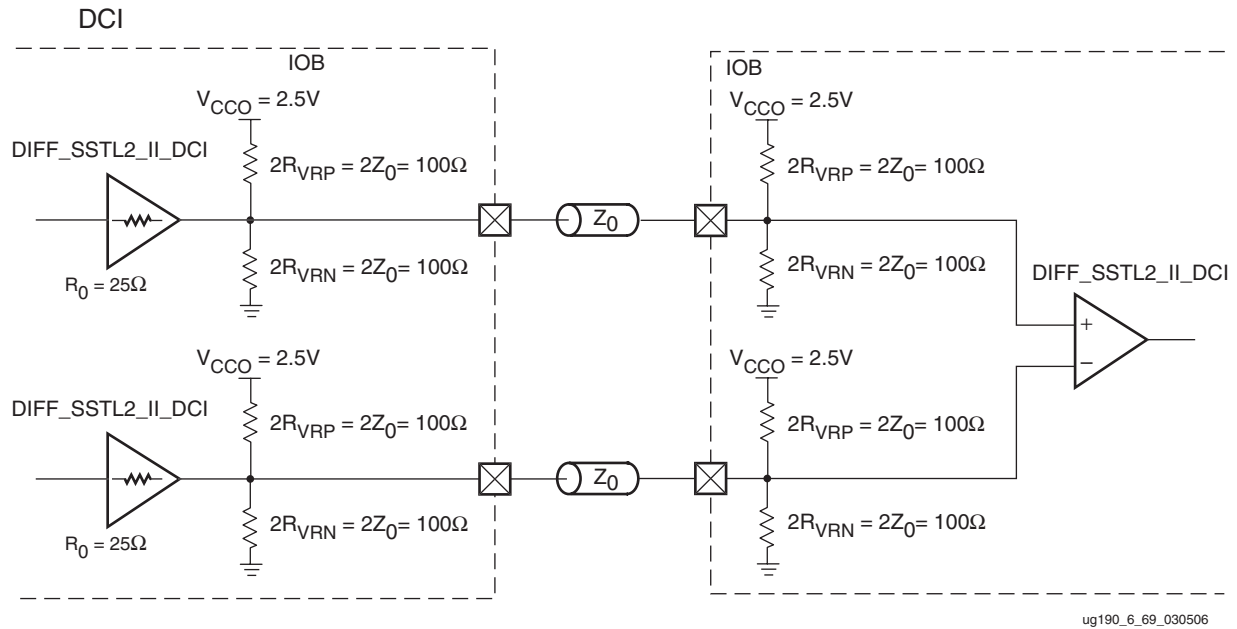 DCI
IOB
IOB
V_CCO = 2.5V
V_CCO = 2.5V
DIFF_SSTL2_II_DCI
2R_VRP = 2Z_0= 100Ω
2R_VRP = 2Z_0= 100Ω
Z_0
2R_VRN = 2Z_0= 100Ω
2R_VRN = 2Z_0= 100Ω
R_0 = 25Ω
DIFF_SSTL2_II_DCI
+
−
V_CCO = 2.5V
V_CCO = 2.5V
DIFF_SSTL2_II_DCI
2R_VRP = 2Z_0= 100Ω
2R_VRP = 2Z_0= 100Ω
Z_0
2R_VRN = 2Z_0= 100Ω
2R_VRN = 2Z_0= 100Ω
R_0 = 25Ω
ug190_6_69_030506